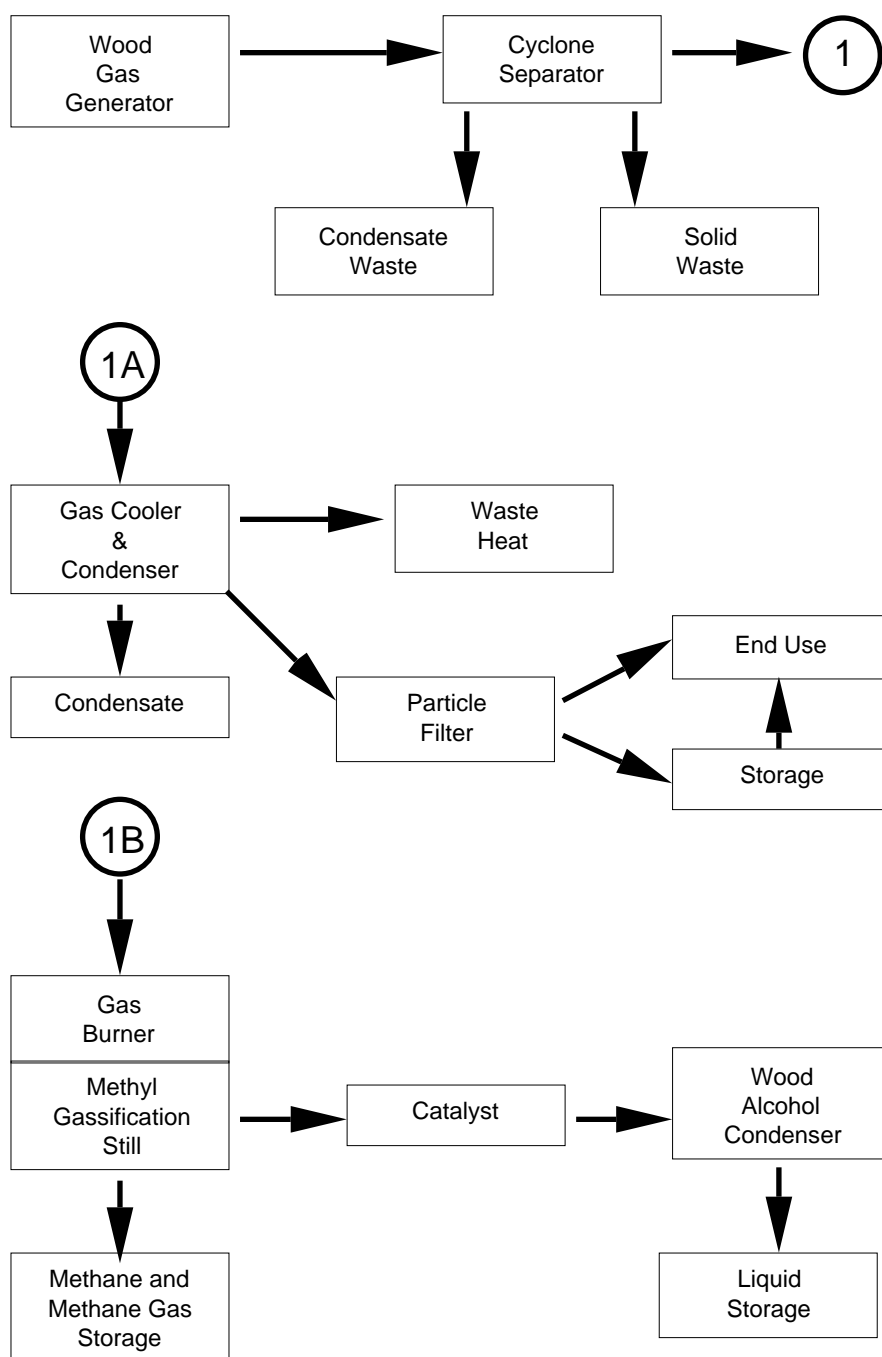 Wood
Gas
Generator
Cyclone
Separator
1
Condensate
Waste
Solid
Waste
1A
Gas Cooler
&
Condenser
Waste
Heat
Condensate
Particle
Filter
End Use
Storage
1B
Gas
Burner
Methyl
Gassification
Still
Catalyst
Wood
Alcohol
Condenser
Methane and
Methane Gas
Storage
Liquid
Storage